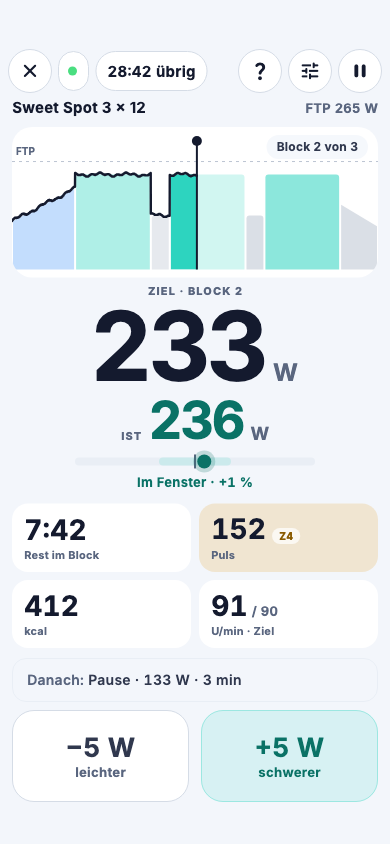 28:42 übrig
?
Sweet Spot 3 × 12
FTP 265 W
FTP
Block 2 von 3
ZIEL · BLOCK 2
233 W
IST 236 W
Im Fenster · +1 %
7:42
Rest im Block
152 Z4
Puls
412
kcal
91 / 90
U/min · Ziel
Danach: Pause · 133 W · 3 min
−5 W
leichter
+5 W
schwerer